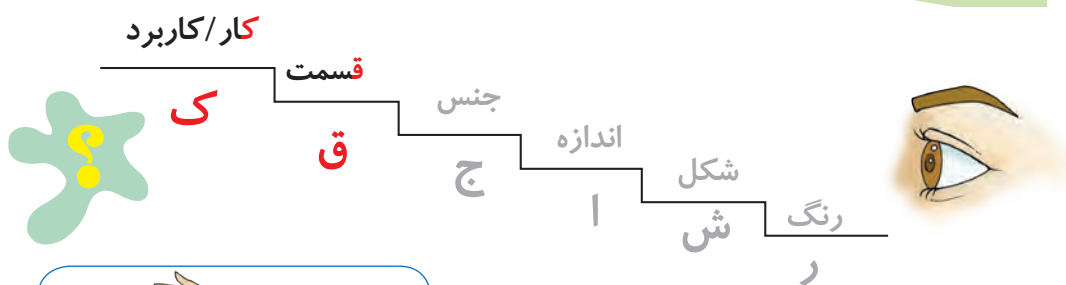 کار/کاربرد
ک
قسمت
ق
جنس
ج
اندازه
ا
شکل
ش
رنگ
ر
؟